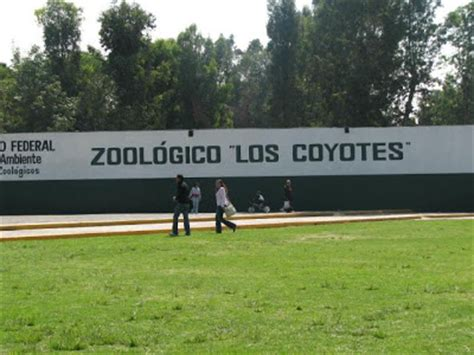 O FEDERAL
Ambiente
Zoológicos
ZOOLÓGICO "LOS COYOTES"